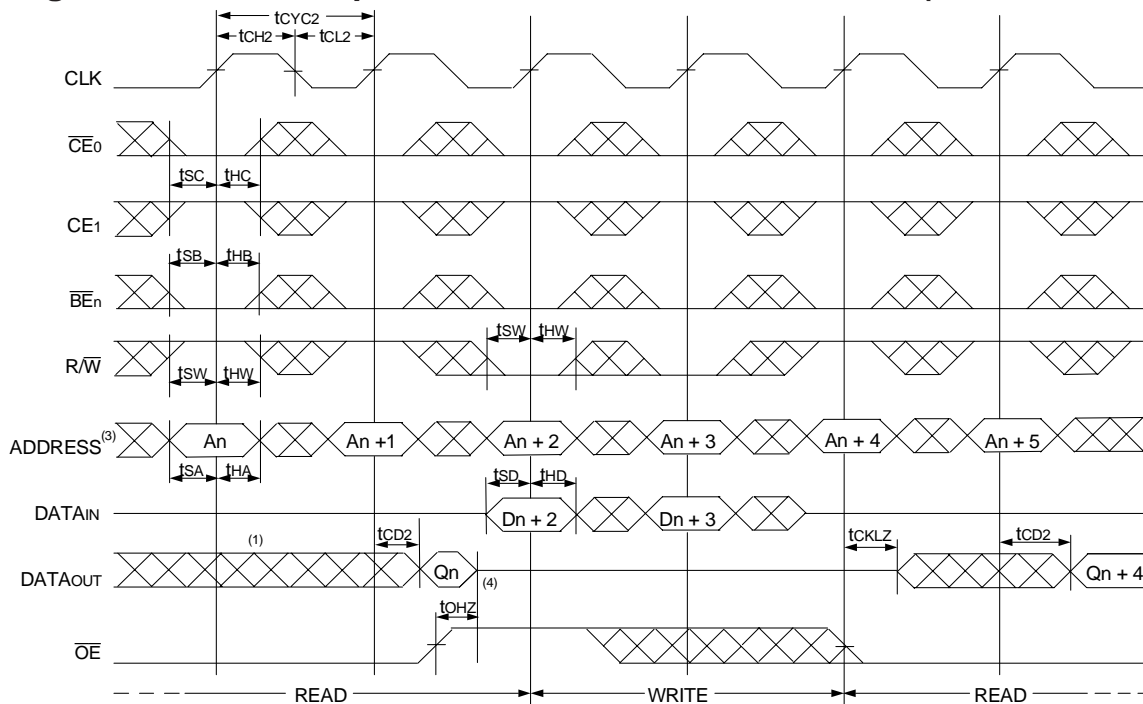 tCYC2
tCH2 tCL2
CLK
CE0
tSC tHC
CE1
tSB tHB
BEn
tSW tHW
R/W
tSW tHW
ADDRESS(3) An An +1 An + 2 An + 3 An + 4 An + 5
tSA tHA tSD tHD
DATAIN Dn + 2 Dn + 3
(1) tCD2 tCKLZ tCD2
DATAOUT Qn (4) Qn + 4
tOHZ
OE
READ WRITE READ